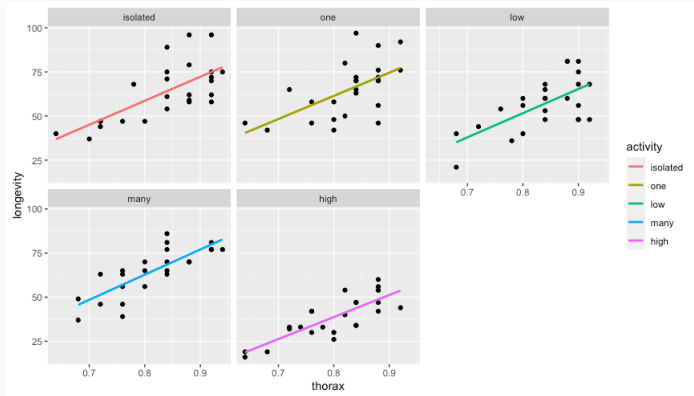 isolated
one
low
100
75
50
25
0.7
0.8
0.9
many
high
100
75
50
25
0.7
0.8
0.9
0.7
0.8
0.9
longevity
thorax
activity
isolated
one
low
many
high